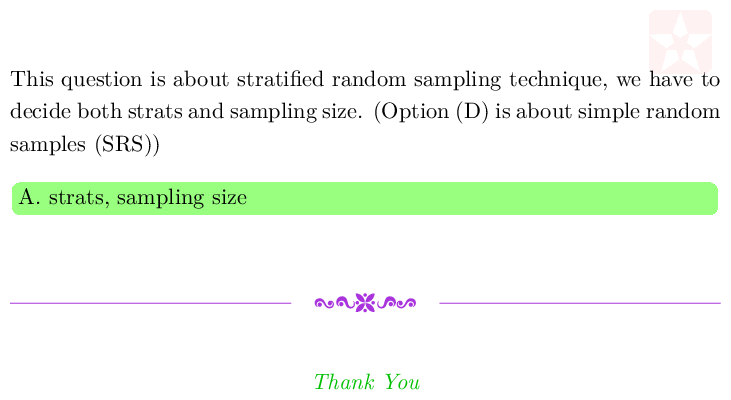 This question is about stratified random sampling technique, we have to
decide both strats and sampling size. (Option (D) is about simple random
samples (SRS))
A. strats, sampling size
Thank You